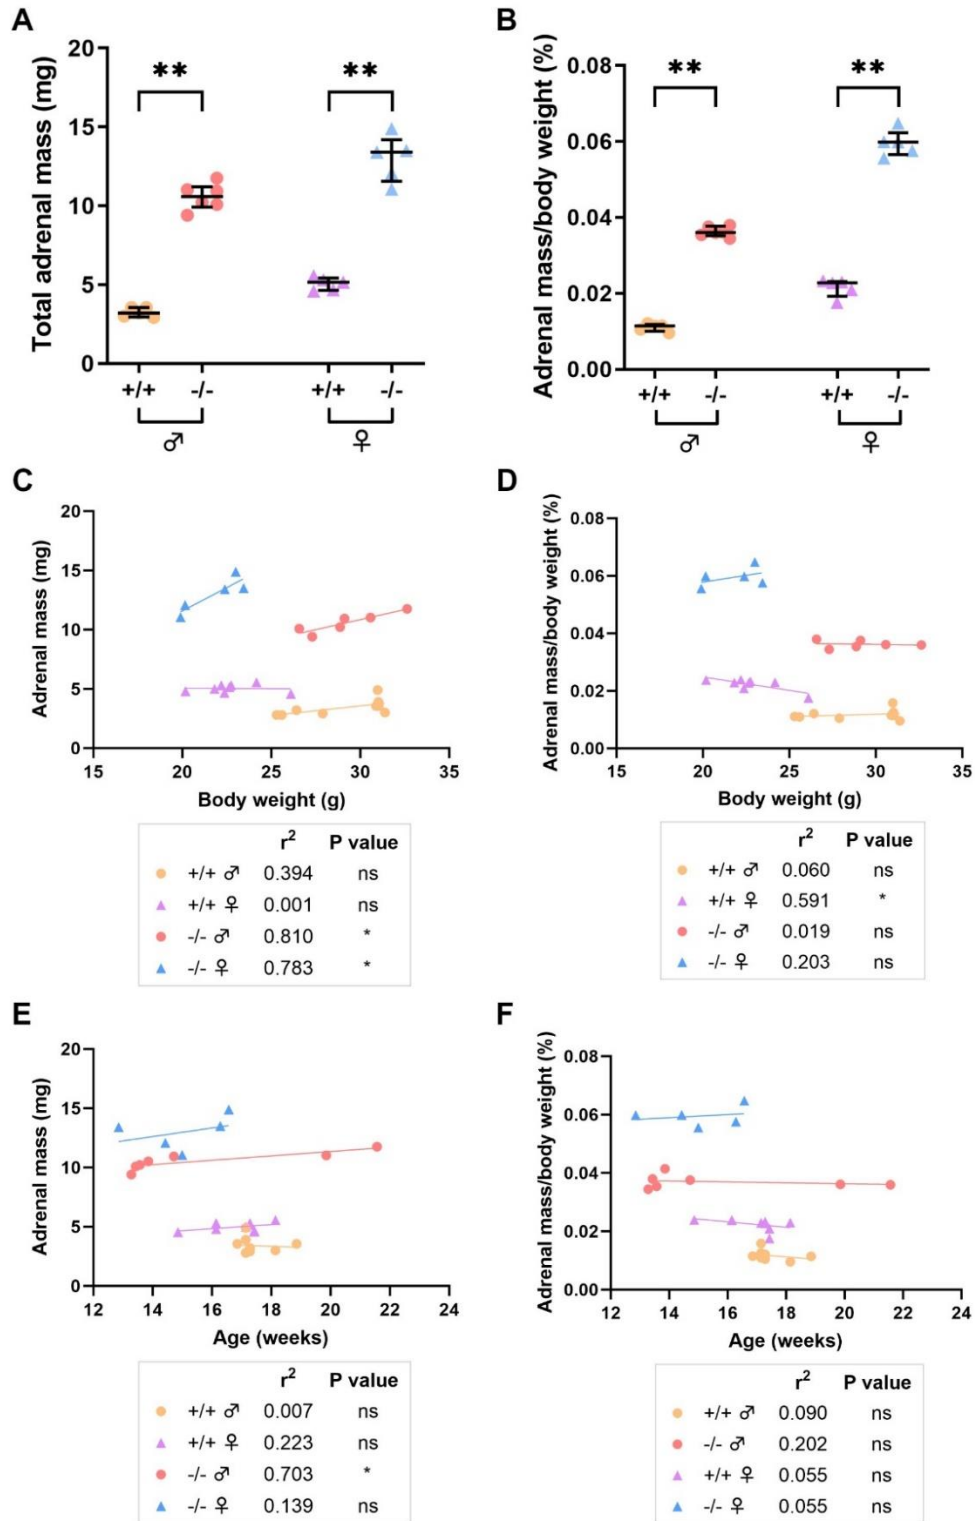 A
Total adrenal mass (mg)
20
15
10
5
0
** **
+/+ -/- +/+ -/-
♂ ♀
B
Adrenal mass/body weight (%)
0.08
0.06
0.04
0.02
0.00
** **
+/+ -/- +/+ -/-
♂ ♀
C
Adrenal mass (mg)
20
15
10
5
0
15 20 25 30 35
Body weight (g)
r² P value
+/+ ♂ 0.394 ns
+/+ ♀ 0.001 ns
-/- ♂ 0.810 *
-/- ♀ 0.783 *
D
Adrenal mass/body weight (%)
0.08
0.06
0.04
0.02
0.00
15 20 25 30 35
Body weight (g)
r² P value
+/+ ♂ 0.060 ns
+/+ ♀ 0.591 *
-/- ♂ 0.019 ns
-/- ♀ 0.203 ns
E
Adrenal mass (mg)
20
15
10
5
0
12 14 16 18 20 22 24
Age (weeks)
r² P value
+/+ ♂ 0.007 ns
+/+ ♀ 0.223 ns
-/- ♂ 0.703 *
-/- ♀ 0.139 ns
F
Adrenal mass/body weight (%)
0.08
0.06
0.04
0.02
0.00
12 14 16 18 20 22 24
Age (weeks)
r² P value
+/+ ♂ 0.090 ns
-/- ♂ 0.202 ns
+/+ ♀ 0.055 ns
-/- ♀ 0.055 ns